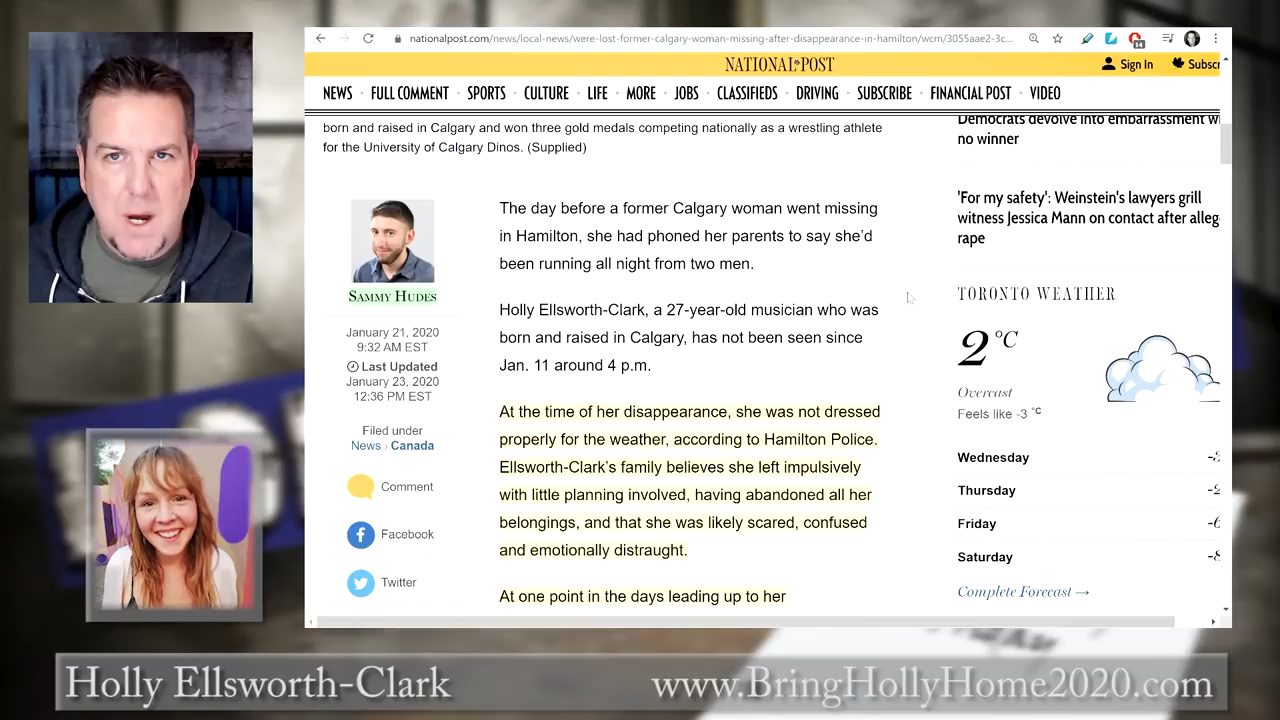 nationalpost.com/news/local-news/were-lost-former-calgary-woman-missing-after-disappearance-in-hamilton/wcm/3055aae2-3c...
14
NATIONAL POST
Sign In
Subscr
NEWS · FULL COMMENT · SPORTS · CULTURE · LIFE · MORE · JOBS · CLASSIFIEDS · DRIVING · SUBSCRIBE · FINANCIAL POST · VIDEO
born and raised in Calgary and won three gold medals competing nationally as a wrestling athlete
for the University of Calgary Dinos. (Supplied)
SAMMY HUDES
January 21, 2020
9:32 AM EST
Last Updated
January 23, 2020
12:36 PM EST
Filed under
News › Canada
Comment
Facebook
Twitter
The day before a former Calgary woman went missing
in Hamilton, she had phoned her parents to say she’d
been running all night from two men.
Holly Ellsworth-Clark, a 27-year-old musician who was
born and raised in Calgary, has not been seen since
Jan. 11 around 4 p.m.
At the time of her disappearance, she was not dressed
properly for the weather, according to Hamilton Police.
Ellsworth-Clark’s family believes she left impulsively
with little planning involved, having abandoned all her
belongings, and that she was likely scared, confused
and emotionally distraught.
At one point in the days leading up to her
Democrats devolve into embarrassment w
no winner
'For my safety': Weinstein's lawyers grill
witness Jessica Mann on contact after alleg
rape
TORONTO WEATHER
2 °C
Overcast
Feels like -3 °C
Wednesday
Thursday
Friday
Saturday
Complete Forecast →
Holly Ellsworth-Clark
www.BringHollyHome2020.com